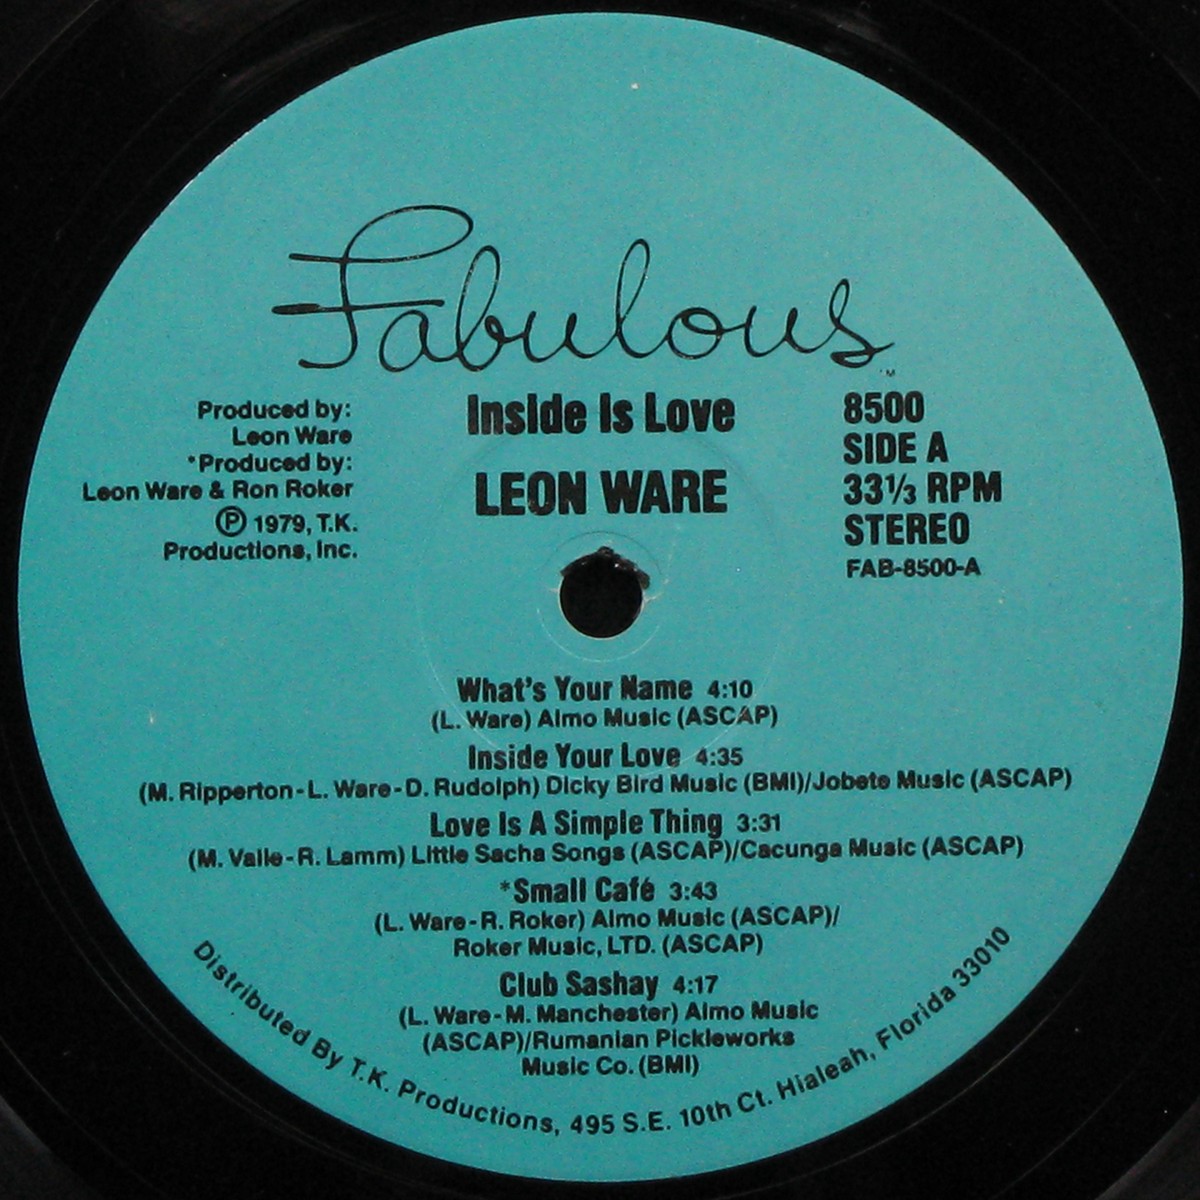 Fabulous
™
Inside Is Love
LEON WARE
Produced by:
Leon Ware
*Produced by:
Leon Ware & Ron Roker
℗ 1979, T.K.
Productions, Inc.
8500
SIDE A
33⅓ RPM
STEREO
FAB-8500-A
What's Your Name 4:10
(L. Ware) Almo Music (ASCAP)
Inside Your Love 4:35
(M. Ripperton-L. Ware-D. Rudolph) Dicky Bird Music (BMI)/Jobete Music (ASCAP)
Love Is A Simple Thing 3:31
(M. Valle-R. Lamm) Little Sacha Songs (ASCAP)/Cacunga Music (ASCAP)
*Small Café 3:43
(L. Ware-R. Roker) Almo Music (ASCAP)/
Roker Music, LTD. (ASCAP)
Club Sashay 4:17
(L. Ware-M. Manchester) Almo Music
(ASCAP)/Rumanian Pickleworks
Music Co. (BMI)
Distributed By T.K. Productions, 495 S.E. 10th Ct. Hialeah, Florida 33010